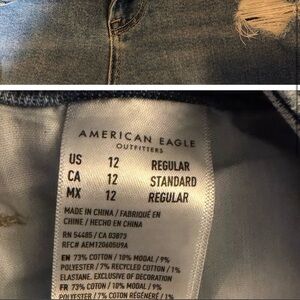 AMERICAN EAGLE
OUTFITTERS
US 12 REGULAR
CA 12 STANDARD
MX 12 REGULAR
MADE IN CHINA / FABRIQUÉ EN
CHINE / HECHO EN CHINA
RN 54485 / CA 03873
RFC# AEM120605U9A
EN 73% COTTON / 10% MODAL / 9%
POLYESTER / 7% RECYCLED COTTON / 1%
ELASTANE. EXCLUSIVE OF DECORATION
FR 73% COTON / 10% MODAL / 9%
POLYESTER / 7% COTON RÉGÉNÉRÉ / 1%